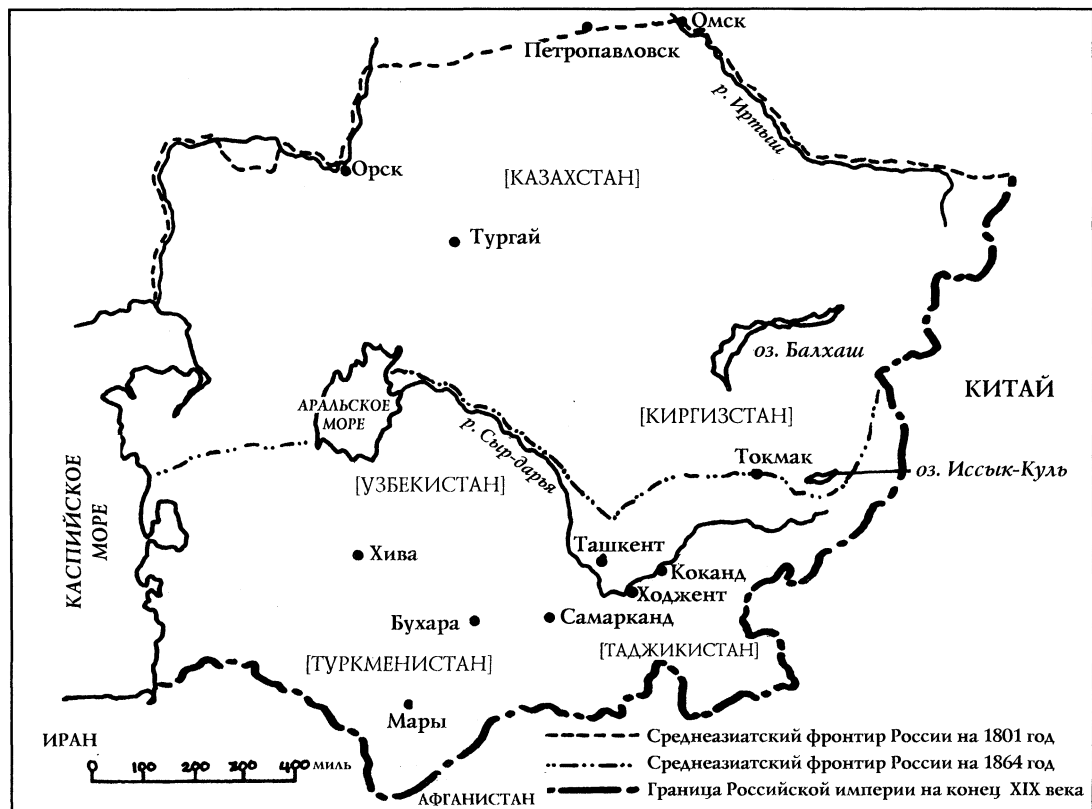 Омск
Петропавловск
р. Иртыш
Орск
[КАЗАХСТАН]
Тургай
оз. Балхаш
КИТАЙ
АРАЛЬСКОЕ
МОРЕ
[КИРГИЗСТАН]
р. Сыр-дарья
Токмак
оз. Иссык-Куль
[УЗБЕКИСТАН]
КАСПИЙСКОЕ
МОРЕ
Хива
Ташкент
Коканд
Ходжент
Бухара
Самарканд
[ТАДЖИКИСТАН]
[ТУРКМЕНИСТАН]
Мары
ИРАН
0 100 200 300 400 МИЛЬ
АФГАНИСТАН
Среднеазиатский фронтир России на 1801 год
Среднеазиатский фронтир России на 1864 год
Граница Российской империи на конец XIX века